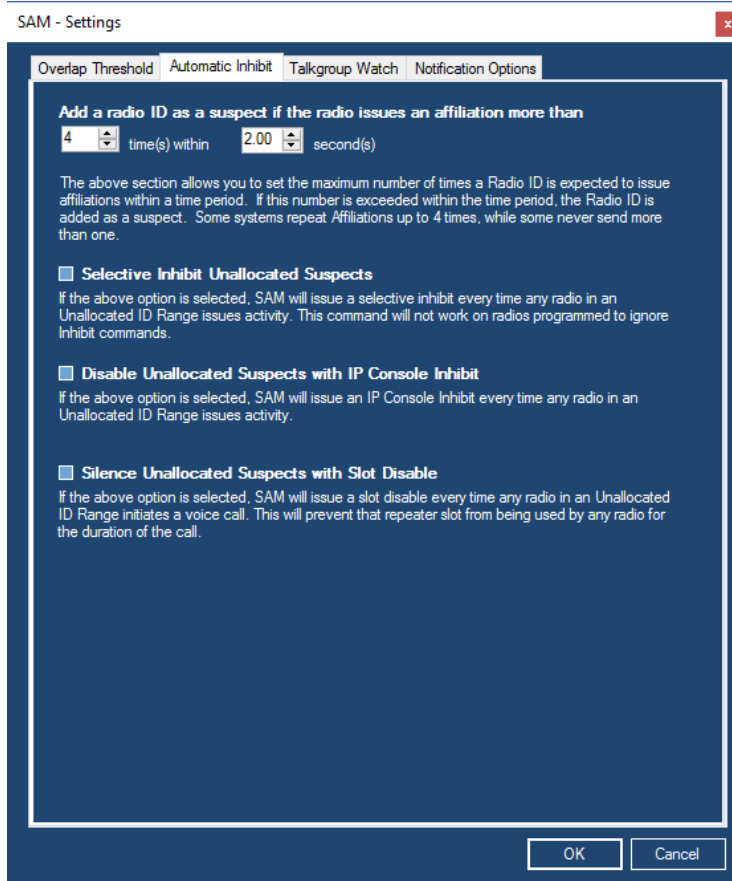 SAM - Settings
x
Overlap Threshold Automatic Inhibit Talkgroup Watch Notification Options
Add a radio ID as a suspect if the radio issues an affiliation more than
4 time(s) within 2.00 second(s)
The above section allows you to set the maximum number of times a Radio ID is expected to issue
affiliations within a time period. If this number is exceeded within the time period, the Radio ID is
added as a suspect. Some systems repeat Affiliations up to 4 times, while some never send more
than one.
Selective Inhibit Unallocated Suspects
If the above option is selected, SAM will issue a selective inhibit every time any radio in an
Unallocated ID Range issues activity. This command will not work on radios programmed to ignore
Inhibit commands.
Disable Unallocated Suspects with IP Console Inhibit
If the above option is selected, SAM will issue an IP Console Inhibit every time any radio in an
Unallocated ID Range issues activity.
Silence Unallocated Suspects with Slot Disable
If the above option is selected, SAM will issue a slot disable every time any radio in an Unallocated
ID Range initiates a voice call. This will prevent that repeater slot from being used by any radio for
the duration of the call.
OK Cancel